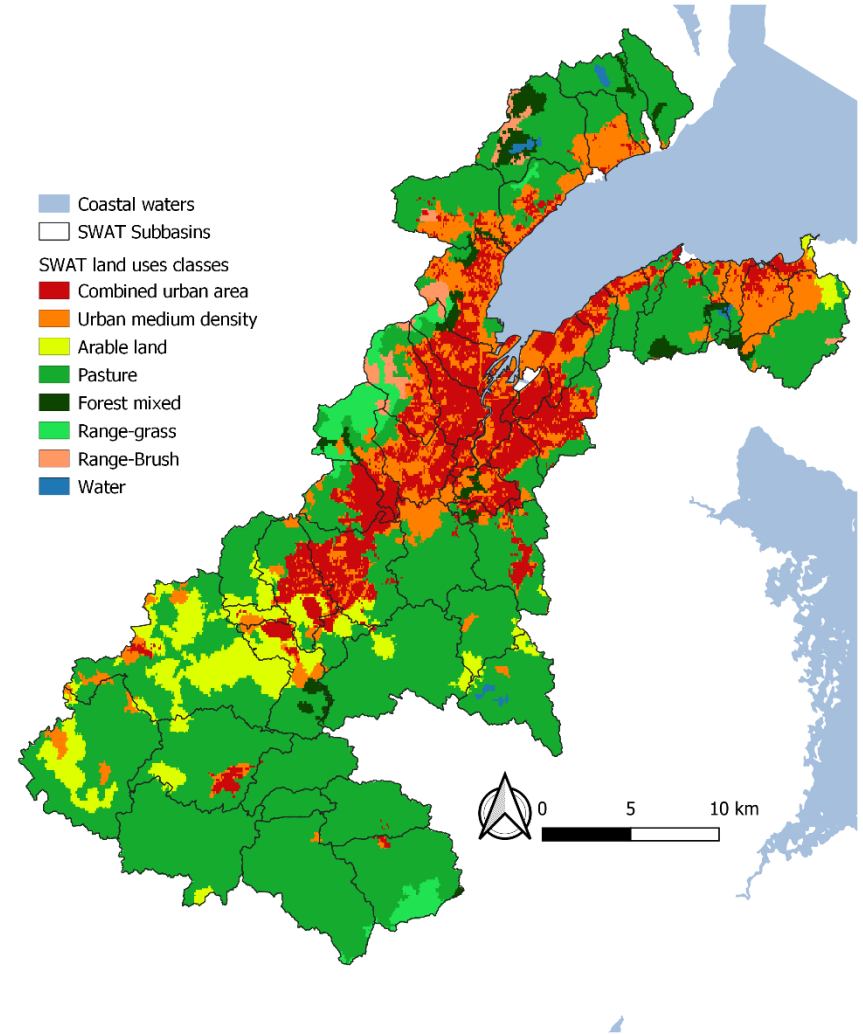 Coastal waters
SWAT Subbasins
SWAT land uses classes
Combined urban area
Urban medium density
Arable land
Pasture
Forest mixed
Range-grass
Range-Brush
Water
0 5 10 km